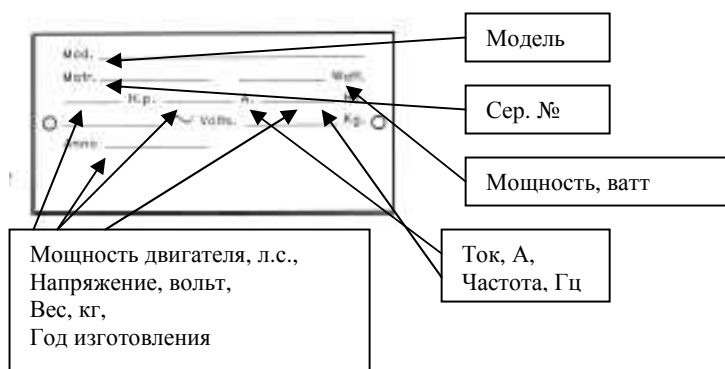 Mod.
Matr. Watt.
H.p. A.
~ Volts. Kg.
Anno
Модель
Сер. №
Мощность, ватт
Мощность двигателя, л.с.,
Напряжение, вольт,
Вес, кг,
Год изготовления
Ток, А,
Частота, Гц